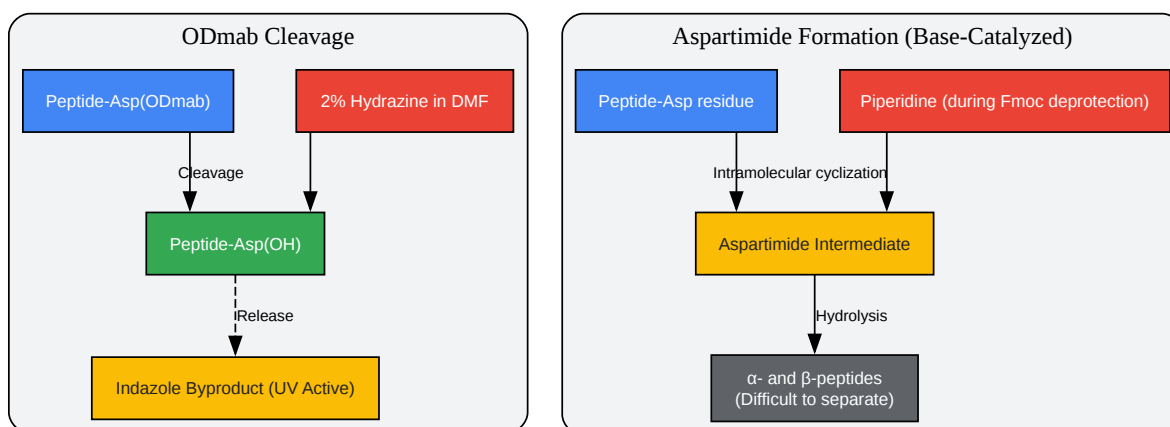 ODmab Cleavage
Peptide-Asp(ODmab)
2% Hydrazine in DMF
Cleavage
Peptide-Asp(OH)
Release
Indazole Byproduct (UV Active)
Aspartimide Formation (Base-Catalyzed)
Peptide-Asp residue
Piperidine (during Fmoc deprotection)
Intramolecular cyclization
Aspartimide Intermediate
Hydrolysis
α- and β-peptides
(Difficult to separate)